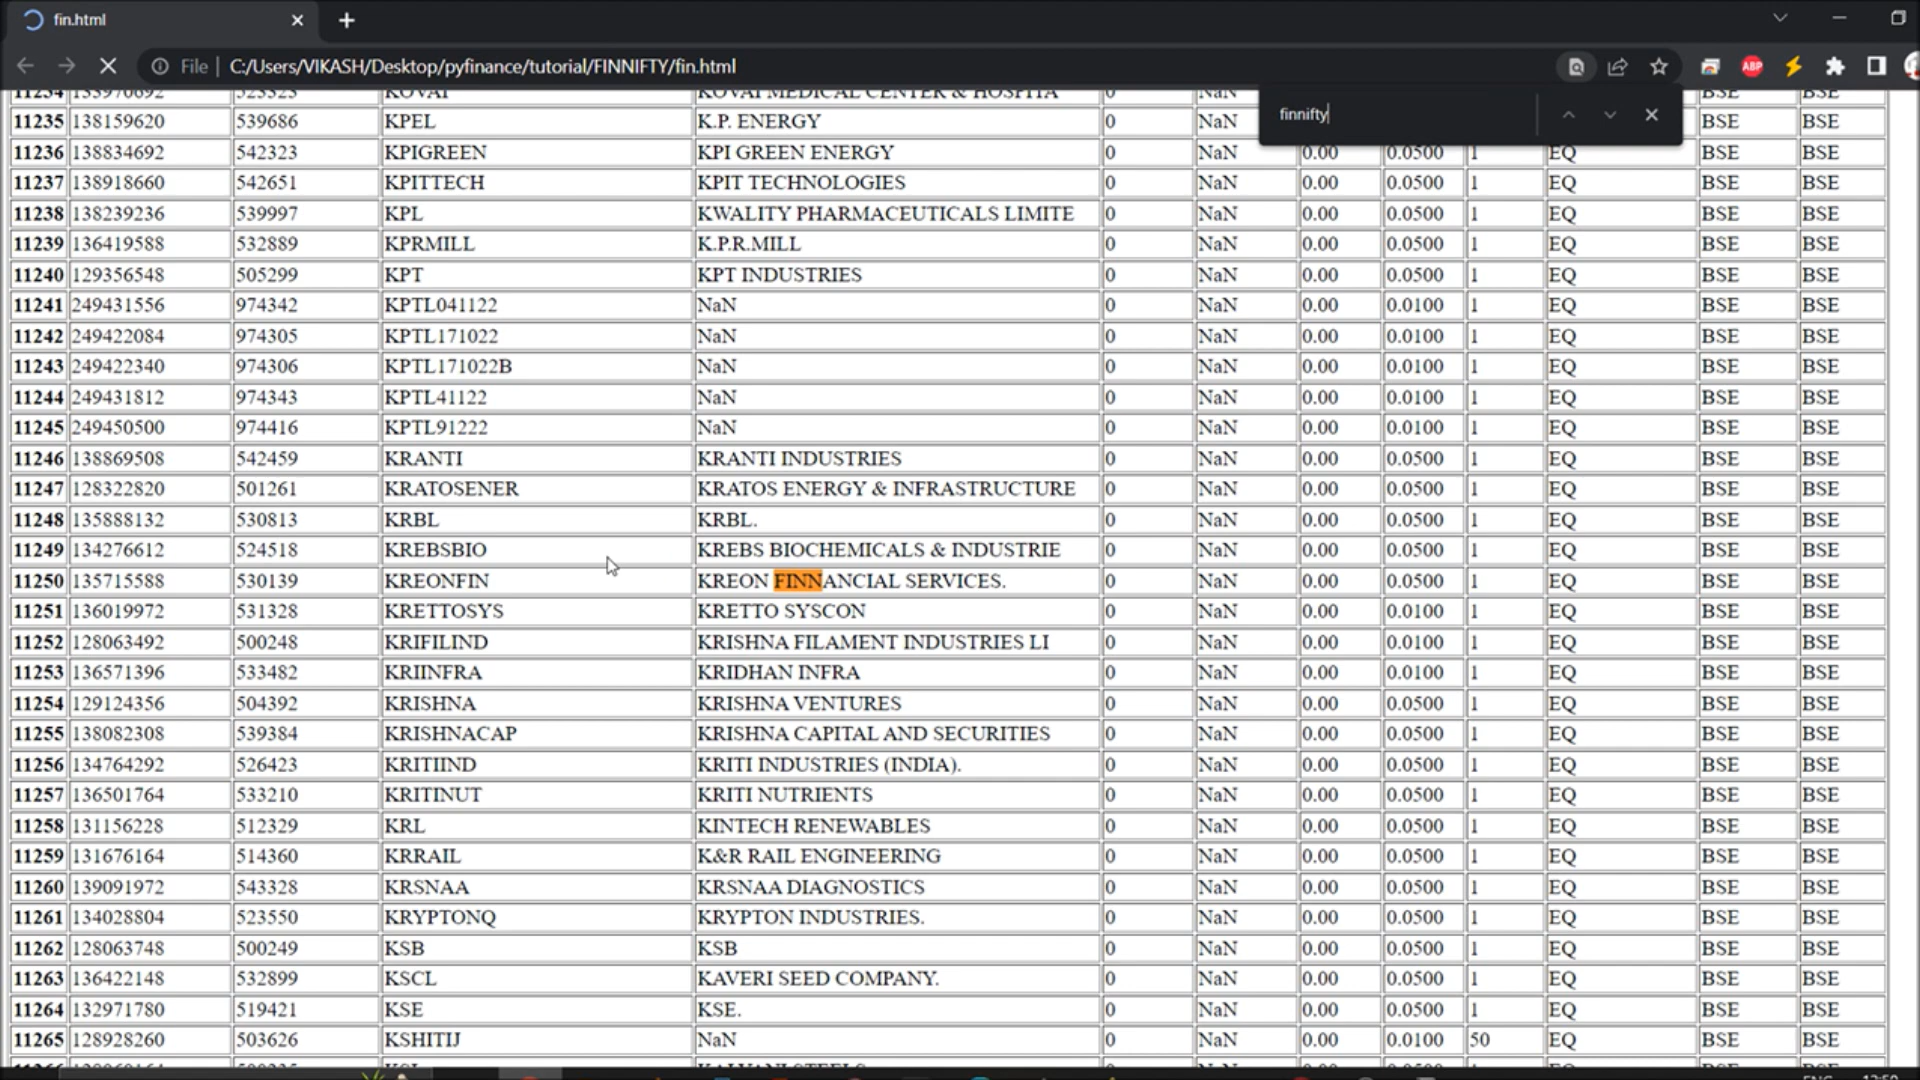 fin.html
File C:/Users/VIKASH/Desktop/pyfinance/tutorial/FINNIFTY/fin.html
ABP
finnifty
11234 KOVAI KOVAI MEDICAL CENTER & HOSPITA 0 NaN BSE BSE
11235 138159620 539686 KPEL K.P. ENERGY 0 NaN BSE BSE
11236 138834692 542323 KPIGREEN KPI GREEN ENERGY 0 NaN 0.00 0.0500 1 EQ BSE BSE
11237 138918660 542651 KPITTECH KPIT TECHNOLOGIES 0 NaN 0.00 0.0500 1 EQ BSE BSE
11238 138239236 539997 KPL KWALITY PHARMACEUTICALS LIMITE 0 NaN 0.00 0.0500 1 EQ BSE BSE
11239 136419588 532889 KPRMILL K.P.R.MILL 0 NaN 0.00 0.0500 1 EQ BSE BSE
11240 129356548 505299 KPT KPT INDUSTRIES 0 NaN 0.00 0.0500 1 EQ BSE BSE
11241 249431556 974342 KPTL041122 NaN 0 NaN 0.00 0.0100 1 EQ BSE BSE
11242 249422084 974305 KPTL171022 NaN 0 NaN 0.00 0.0100 1 EQ BSE BSE
11243 249422340 974306 KPTL171022B NaN 0 NaN 0.00 0.0100 1 EQ BSE BSE
11244 249431812 974343 KPTL41122 NaN 0 NaN 0.00 0.0100 1 EQ BSE BSE
11245 249450500 974416 KPTL91222 NaN 0 NaN 0.00 0.0100 1 EQ BSE BSE
11246 138869508 542459 KRANTI KRANTI INDUSTRIES 0 NaN 0.00 0.0500 1 EQ BSE BSE
11247 128322820 501261 KRATOSENER KRATOS ENERGY & INFRASTRUCTURE 0 NaN 0.00 0.0500 1 EQ BSE BSE
11248 135888132 530813 KRBL KRBL. 0 NaN 0.00 0.0500 1 EQ BSE BSE
11249 134276612 524518 KREBSBIO KREBS BIOCHEMICALS & INDUSTRIE 0 NaN 0.00 0.0500 1 EQ BSE BSE
11250 135715588 530139 KREONFIN KREON FINNANCIAL SERVICES. 0 NaN 0.00 0.0500 1 EQ BSE BSE
11251 136019972 531328 KRETTOSYS KRETTO SYSCON 0 NaN 0.00 0.0100 1 EQ BSE BSE
11252 128063492 500248 KRIFILIND KRISHNA FILAMENT INDUSTRIES LI 0 NaN 0.00 0.0100 1 EQ BSE BSE
11253 136571396 533482 KRIINFRA KRIDHAN INFRA 0 NaN 0.00 0.0100 1 EQ BSE BSE
11254 129124356 504392 KRISHNA KRISHNA VENTURES 0 NaN 0.00 0.0500 1 EQ BSE BSE
11255 138082308 539384 KRISHNACAP KRISHNA CAPITAL AND SECURITIES 0 NaN 0.00 0.0500 1 EQ BSE BSE
11256 134764292 526423 KRITIIND KRITI INDUSTRIES (INDIA). 0 NaN 0.00 0.0500 1 EQ BSE BSE
11257 136501764 533210 KRITINUT KRITI NUTRIENTS 0 NaN 0.00 0.0500 1 EQ BSE BSE
11258 131156228 512329 KRL KINTECH RENEWABLES 0 NaN 0.00 0.0500 1 EQ BSE BSE
11259 131676164 514360 KRRAIL K&R RAIL ENGINEERING 0 NaN 0.00 0.0500 1 EQ BSE BSE
11260 139091972 543328 KRSNAA KRSNAA DIAGNOSTICS 0 NaN 0.00 0.0500 1 EQ BSE BSE
11261 134028804 523550 KRYPTONQ KRYPTON INDUSTRIES. 0 NaN 0.00 0.0500 1 EQ BSE BSE
11262 128063748 500249 KSB KSB 0 NaN 0.00 0.0500 1 EQ BSE BSE
11263 136422148 532899 KSCL KAVERI SEED COMPANY. 0 NaN 0.00 0.0500 1 EQ BSE BSE
11264 132971780 519421 KSE KSE. 0 NaN 0.00 0.0500 1 EQ BSE BSE
11265 128928260 503626 KSHITIJ NaN 0 NaN 0.00 0.0100 50 EQ BSE BSE